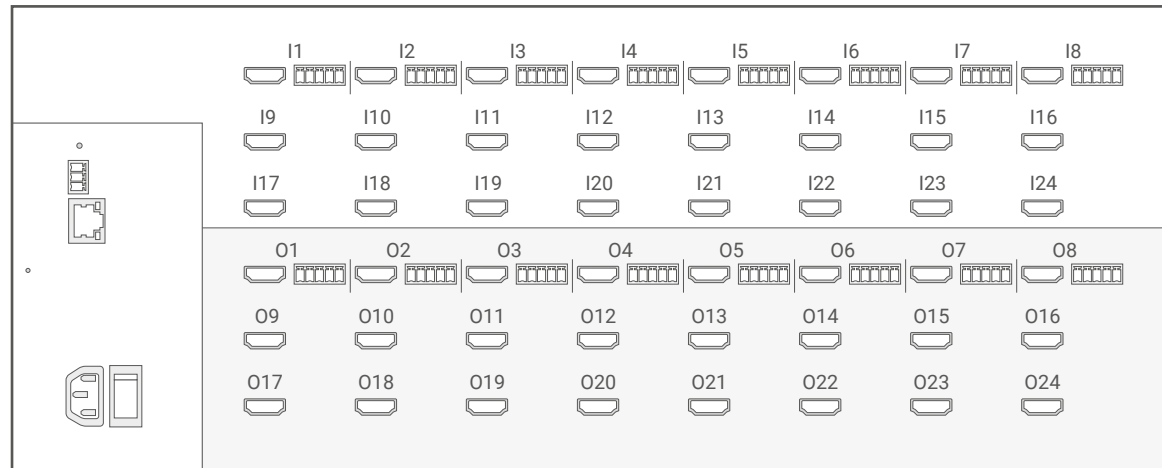 I1 I2 I3 I4 I5 I6 I7 I8
I9 I10 I11 I12 I13 I14 I15 I16
I17 I18 I19 I20 I21 I22 I23 I24
O1 O2 O3 O4 O5 O6 O7 O8
O9 O10 O11 O12 O13 O14 O15 O16
O17 O18 O19 O20 O21 O22 O23 O24